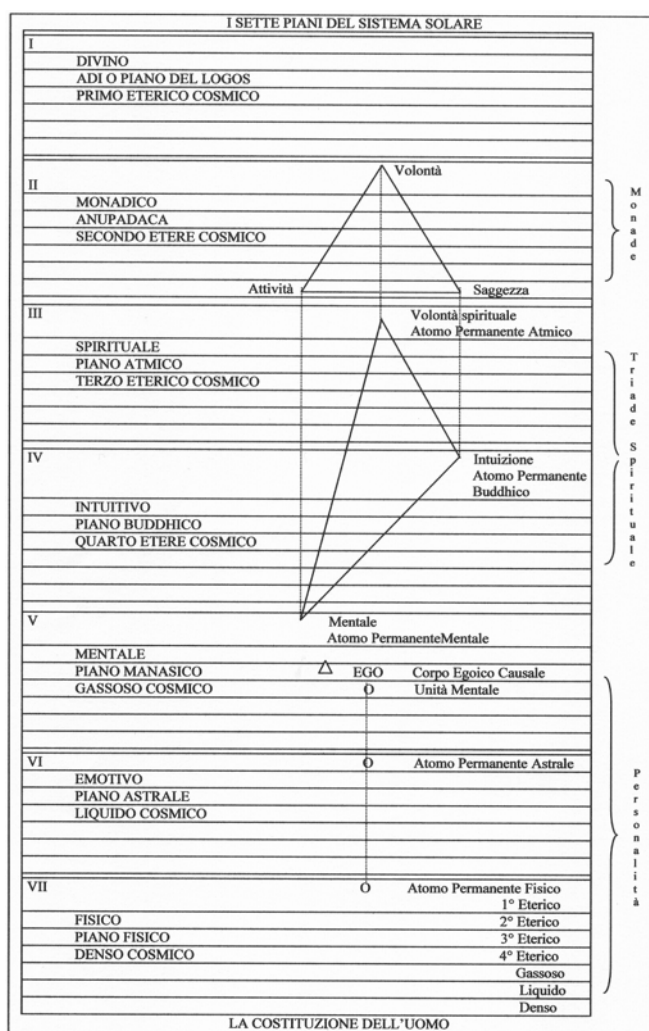 I SETTE PIANI DEL SISTEMA SOLARE
I
DIVINO
ADI O PIANO DEL LOGOS
PRIMO ETERICO COSMICO
Volontà
II
MONADICO
ANUPADACA
SECONDO ETERE COSMICO
Monade
Attività
Saggezza
III
Volontà spirituale
Atomo Permanente Atmico
SPIRITUALE
PIANO ATMICO
TERZO ETERICO COSMICO
Triade Spirituale
IV
Intuizione
Atomo Permanente
Buddhico
INTUITIVO
PIANO BUDDHICO
QUARTO ETERE COSMICO
V
Mentale
Atomo PermanenteMentale
MENTALE
PIANO MANASICO
EGO
Corpo Egoico Causale
GASSOSO COSMICO
Unità Mentale
VI
Atomo Permanente Astrale
EMOTIVO
PIANO ASTRALE
LIQUIDO COSMICO
Personalità
VII
Atomo Permanente Fisico
1° Eterico
FISICO
2° Eterico
PIANO FISICO
3° Eterico
DENSO COSMICO
4° Eterico
Gassoso
Liquido
Denso
LA COSTITUZIONE DELL'UOMO